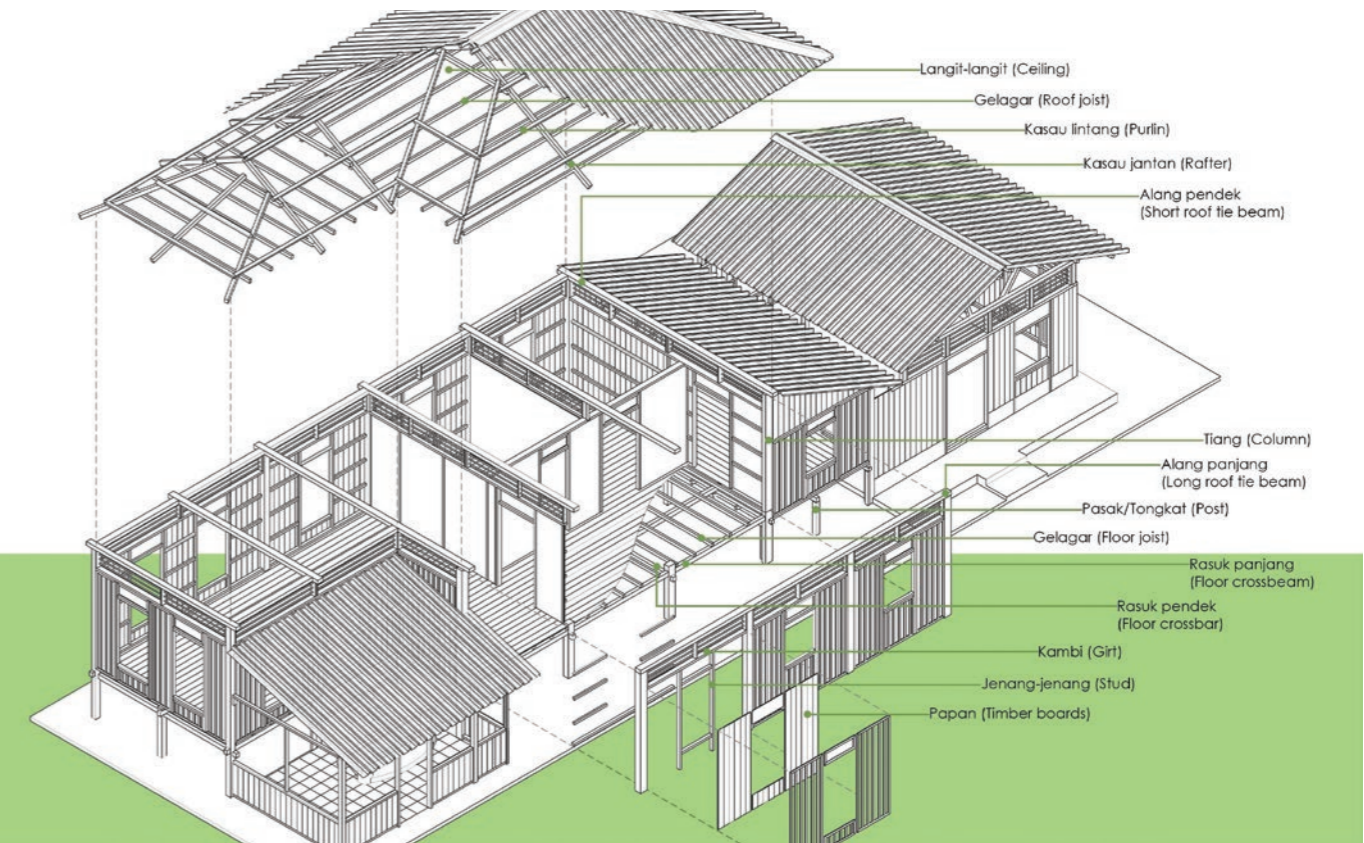 Langit-langit (Ceiling)
Gelagar (Roof joist)
Kasau lintang (Purlin)
Kasau jantan (Rafter)
Alang pendek
(Short roof tie beam)
Tiang (Column)
Alang panjang
(Long roof tie beam)
Pasak/Tongkat (Post)
Gelagar (Floor joist)
Rasuk panjang
(Floor crossbeam)
Rasuk pendek
(Floor crossbar)
Kambi (Girt)
Jenang-jenang (Stud)
Papan (Timber boards)